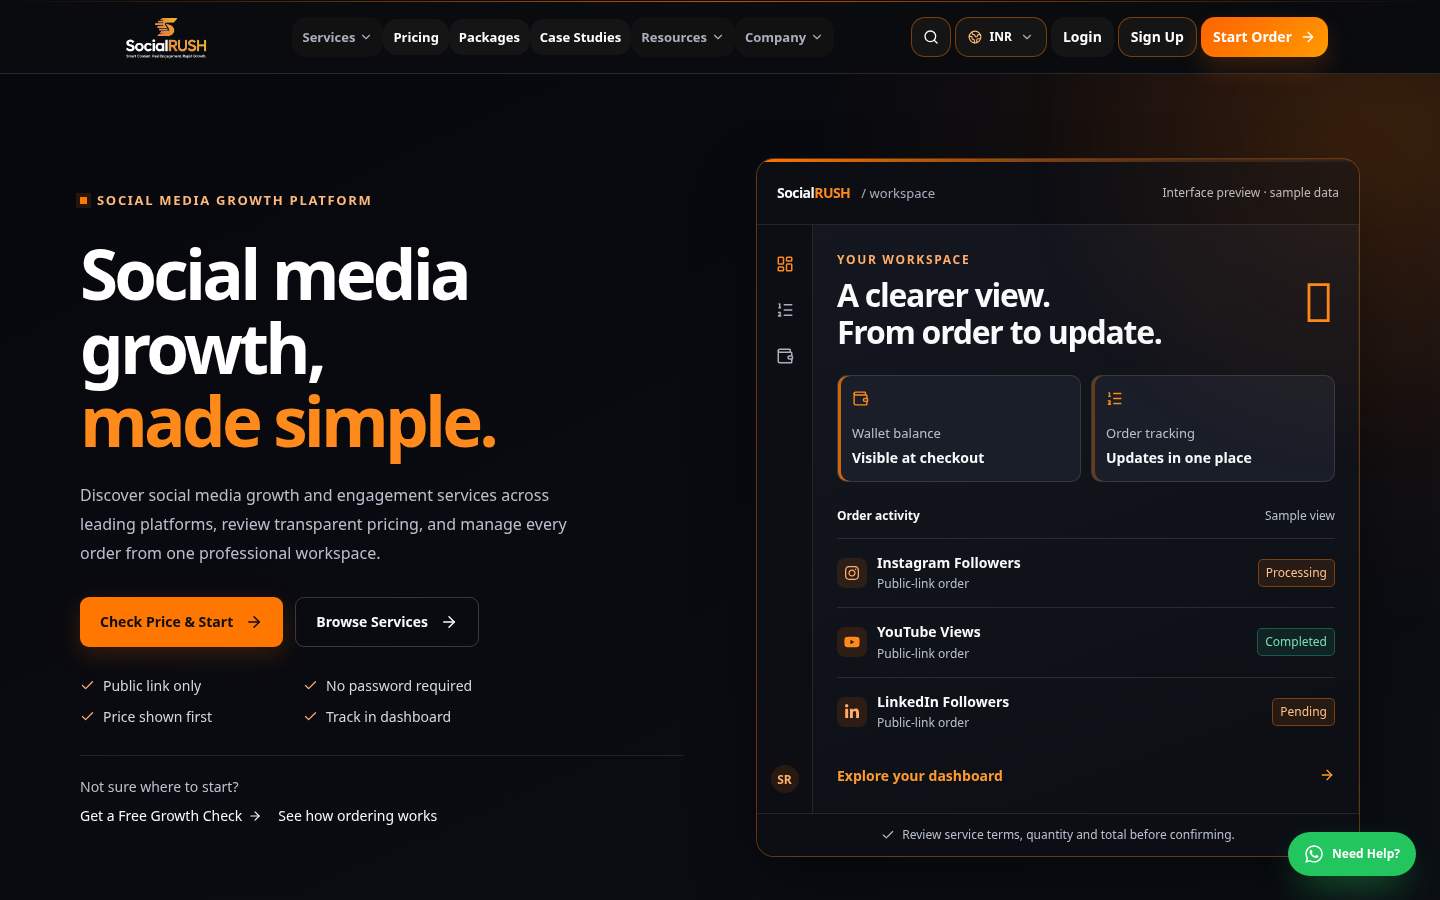 SocialRUSH
Smart Content. Real Engagement. Rapid Growth.
Services
Pricing
Packages
Case Studies
Resources
Company
INR
Login
Sign Up
Start Order
SOCIAL MEDIA GROWTH PLATFORM
Social media
growth,
made simple.
Discover social media growth and engagement services across
leading platforms, review transparent pricing, and manage every
order from one professional workspace.
Check Price & Start
Browse Services
Public link only
No password required
Price shown first
Track in dashboard
Not sure where to start?
Get a Free Growth Check
See how ordering works
SocialRUSH / workspace
Interface preview · sample data
YOUR WORKSPACE
A clearer view.
From order to update.
Wallet balance
Visible at checkout
Order tracking
Updates in one place
Order activity
Sample view
Instagram Followers
Public-link order
Processing
YouTube Views
Public-link order
Completed
LinkedIn Followers
Public-link order
Pending
SR
Explore your dashboard
Review service terms, quantity and total before confirming.
Need Help?